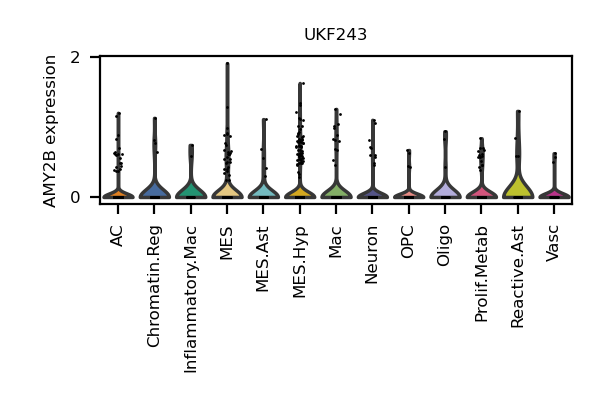 UKF243
AMY2B expression
2
0
AC
Chromatin.Reg
Inflammatory.Mac
MES
MES.Ast
MES.Hyp
Mac
Neuron
OPC
Oligo
Prolif.Metab
Reactive.Ast
Vasc